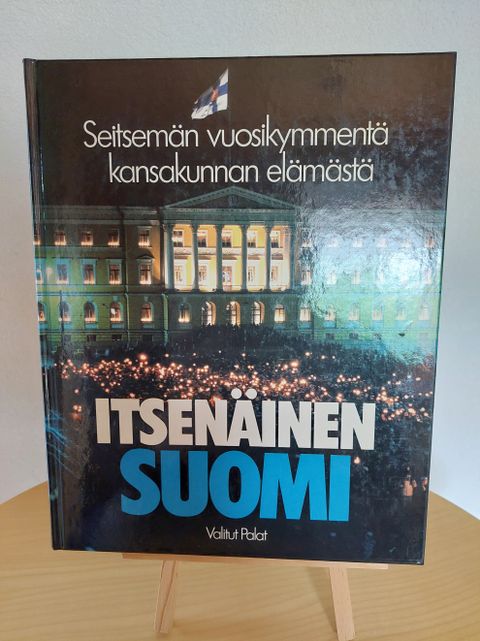 Seitsemän vuosikymmentä
kansakunnan elämästä
ITSENÄINEN
SUOMI
Valitut Palat